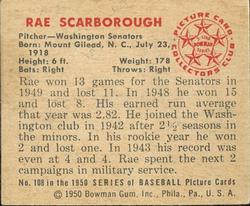 RAE SCARBOROUGH
Pitcher—Washington Senators
Born: Mount Gilead, N. C., July 23,
1918
Height: 6 ft. Weight: 178
Bats: Right Throws: Right
PICTURE CARD
BOWMAN
COLLECTORS CLUB
Rae won 13 games for the Senators
in 1949 and lost 11. In 1948 he won
15 and lost 8. His earned run
average that year was 2.82. He joined the Wash-
ington club in 1942 after 2½ seasons in
the minors. In his rookie year he won
2 and lost 1. In 1943 his record was
even at 4 and 4. Rae spent the next 2
campaigns in military service.
No. 108 in the 1950 SERIES of BASEBALL Picture Cards
©1950 Bowman Gum, Inc., Phila., Pa., U. S. A.